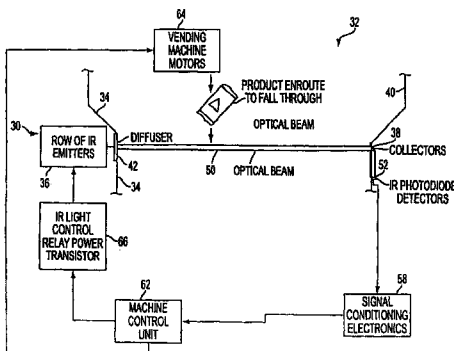 64
VENDING
MACHINE
MOTORS
32
34
PRODUCT ENROUTE
TO FALL THROUGH
OPTICAL BEAM
40
30
ROW OF IR
EMITTERS
36
DIFFUSER
42
34
50
OPTICAL BEAM
38
COLLECTORS
52
IR PHOTODIODE
DETECTORS
IR LIGHT
CONTROL
RELAY POWER
TRANSISTOR
66
62
MACHINE
CONTROL
UNIT
58
SIGNAL
CONDITIONING
ELECTRONICS